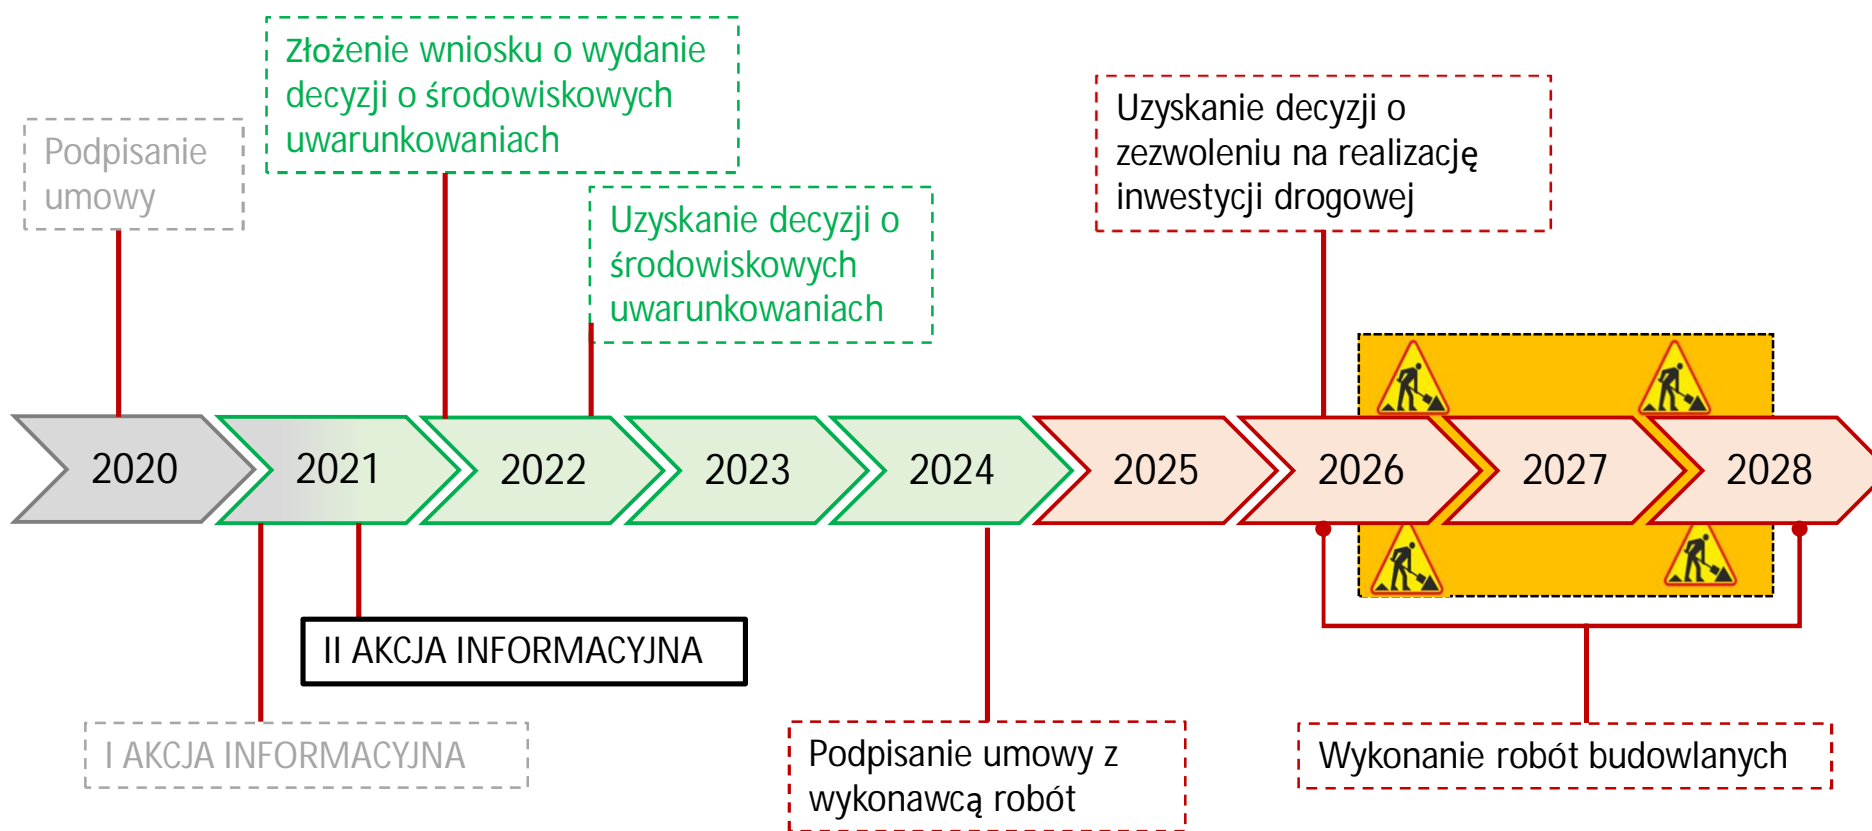 Złożenie wniosku o wydanie
decyzji o środowiskowych
uwarunkowaniach
Podpisanie
umowy
Uzyskanie decyzji o
środowiskowych
uwarunkowaniach
Uzyskanie decyzji o
zezwoleniu na realizację
inwestycji drogowej
2020
2021
2022
2023
2024
2025
2026
2027
2028
II AKCJA INFORMACYJNA
I AKCJA INFORMACYJNA
Podpisanie umowy z
wykonawcą robót
Wykonanie robót budowlanych